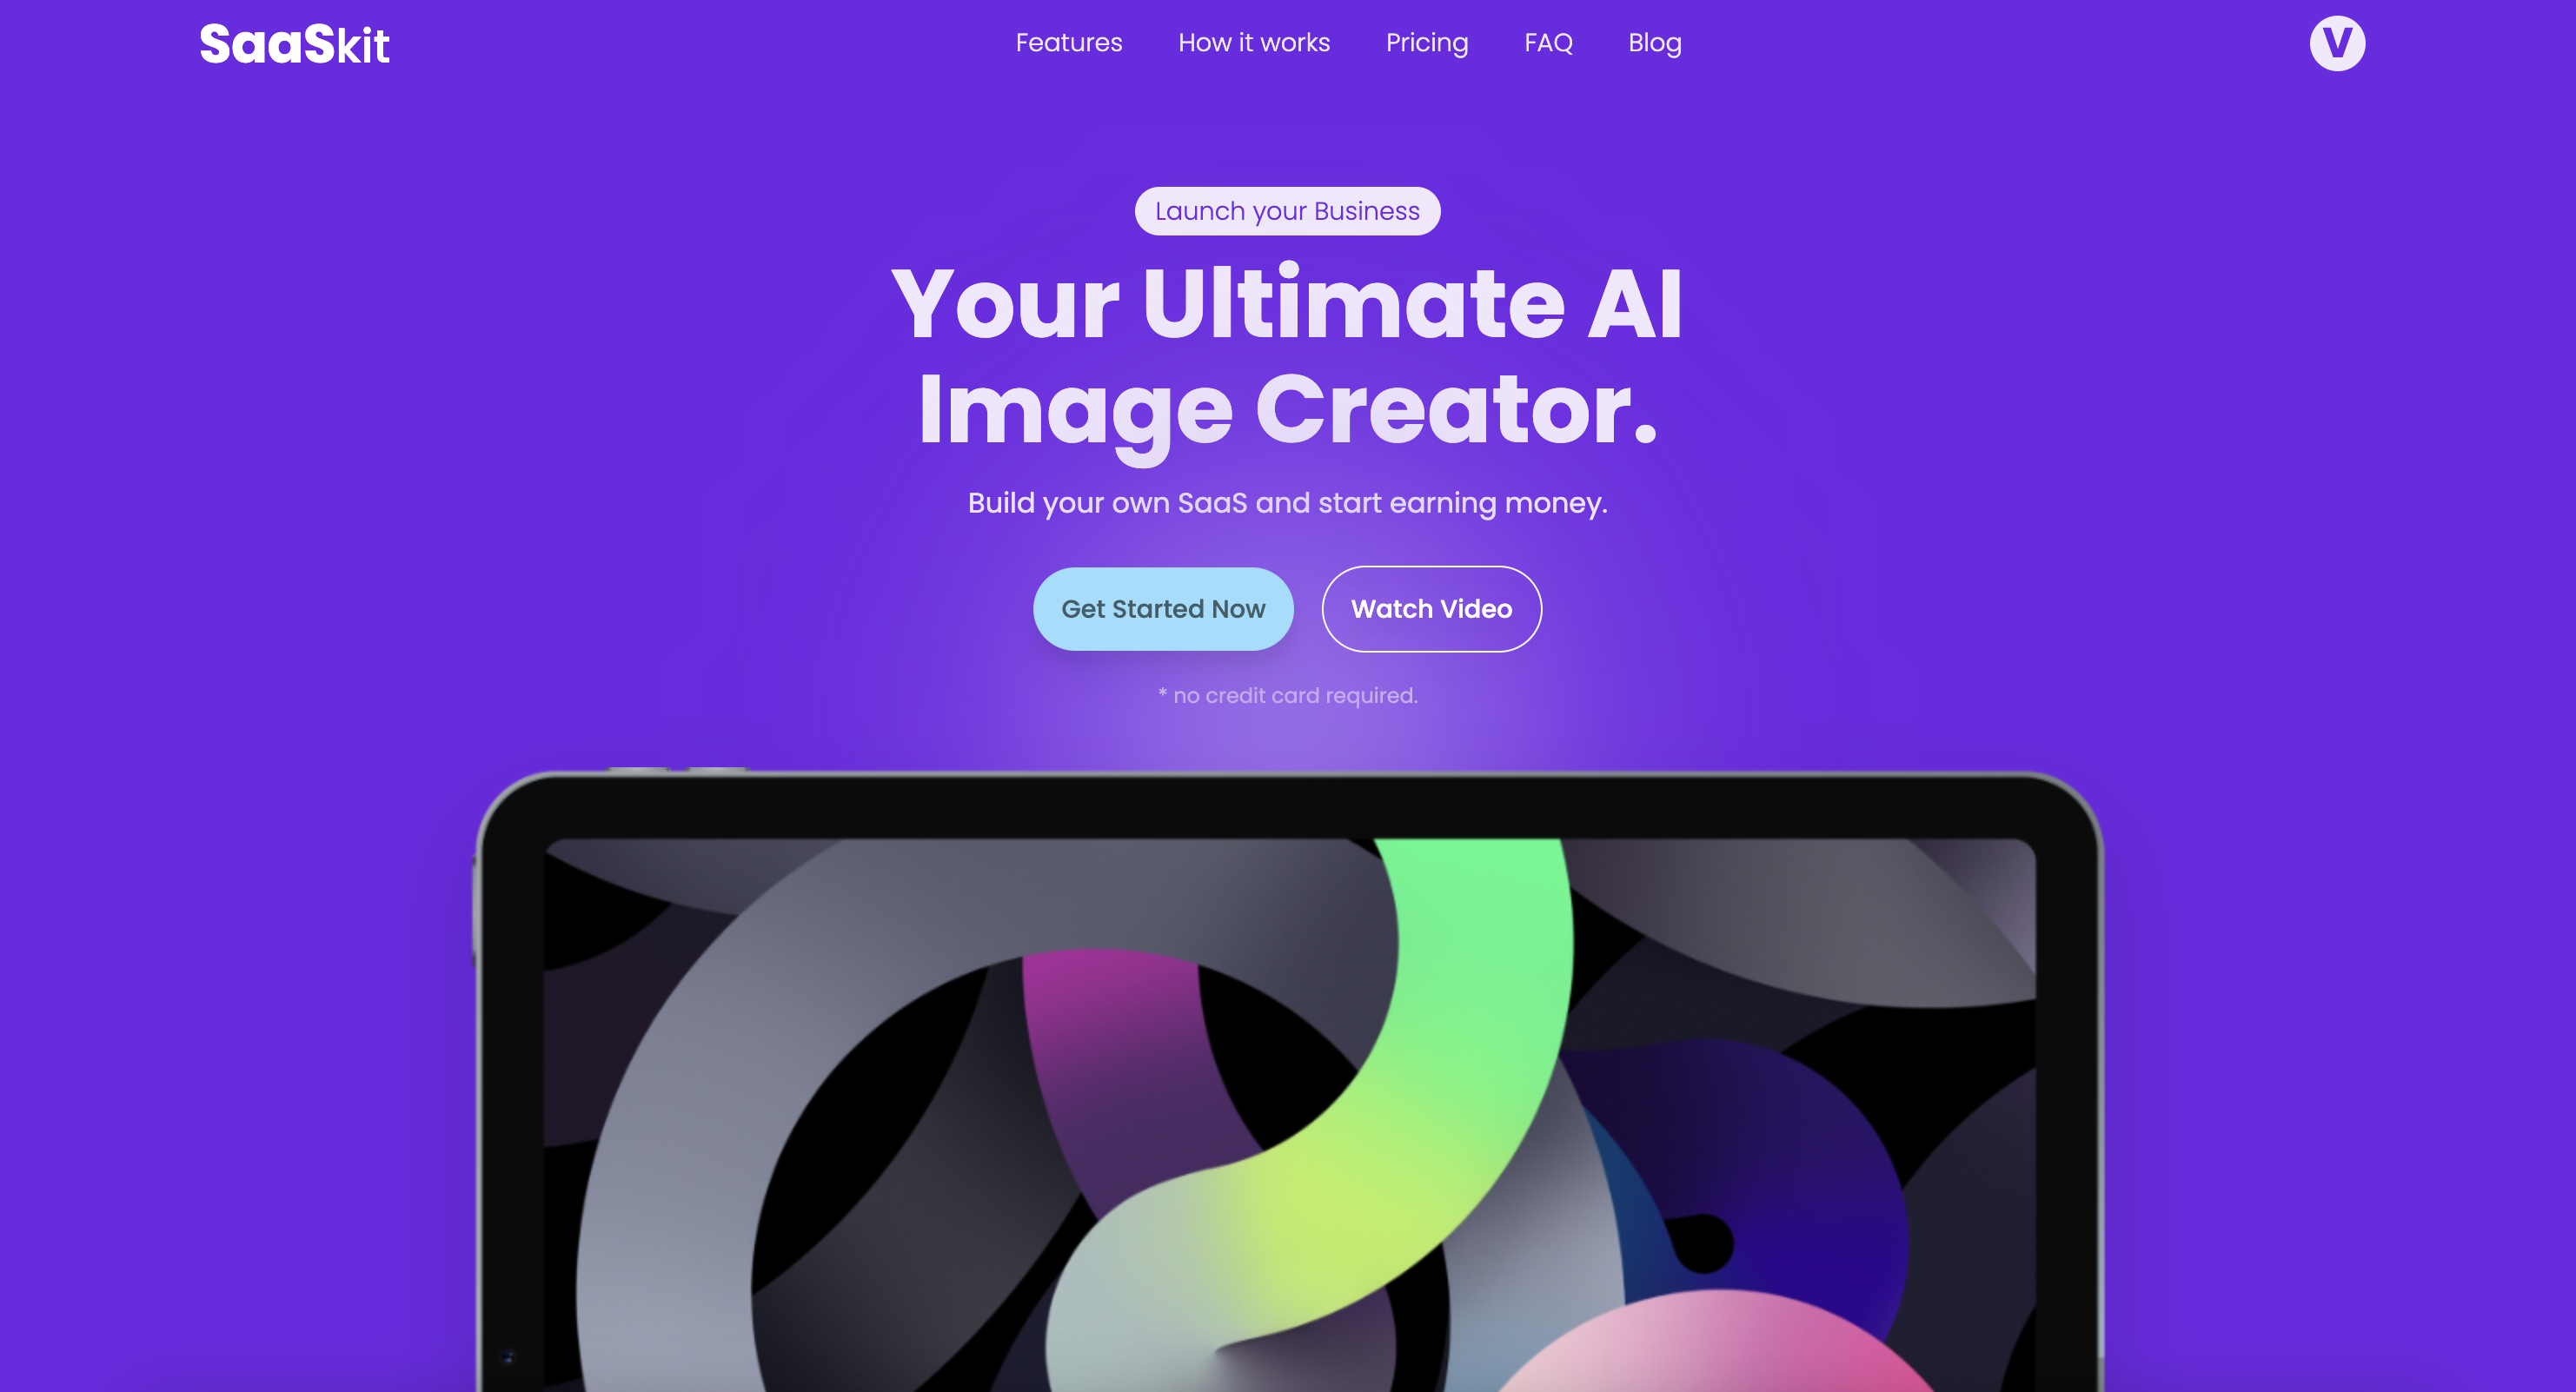 SaaSkit
Features
How it works
Pricing
FAQ
Blog
V
Launch your Business
Your Ultimate AI
Image Creator.
Build your own SaaS and start earning money.
Get Started Now
Watch Video
* no credit card required.